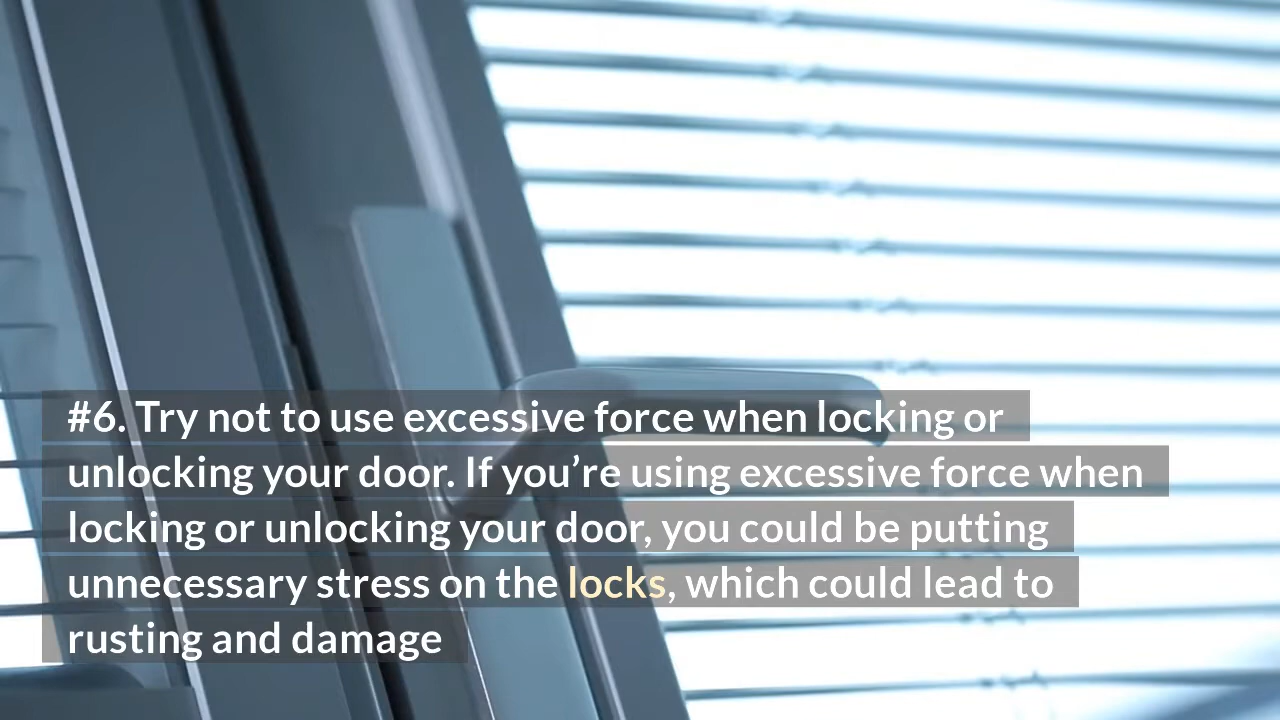 #6. Try not to use excessive force when locking or
unlocking your door. If you’re using excessive force when
locking or unlocking your door, you could be putting
unnecessary stress on the locks, which could lead to
rusting and damage